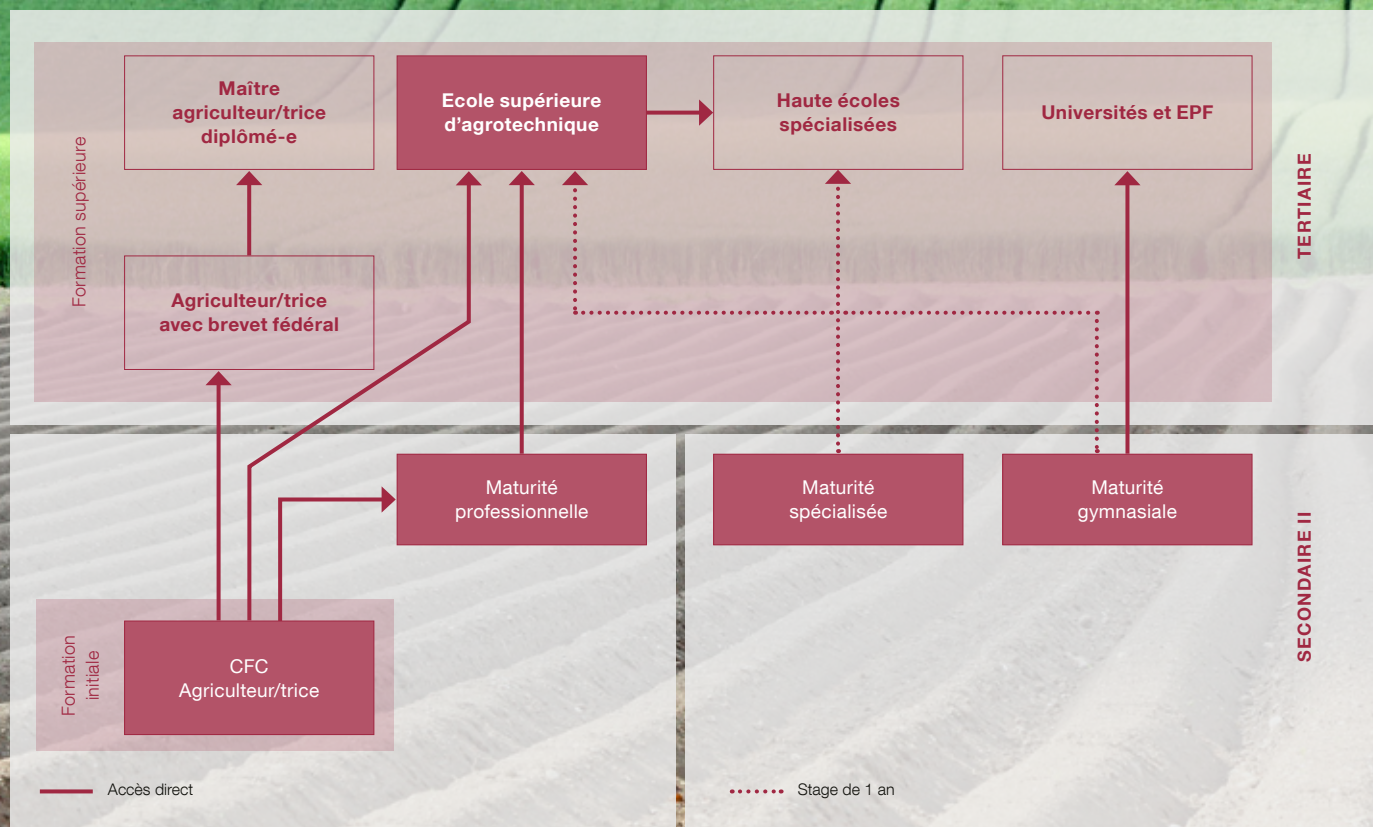 Maître
agriculteur/trice
diplômé-e
Ecole supérieure
d'agrotechnique
Haute écoles
spécialisées
Universités et EPF
Formation supérieure
TERTIAIRE
Agriculteur/trice
avec brevet fédéral
Maturité
professionnelle
Maturité
spécialisée
Maturité
gymnasiale
SECONDAIRE II
Formation
initiale
CFC
Agriculteur/trice
Accès direct
Stage de 1 an